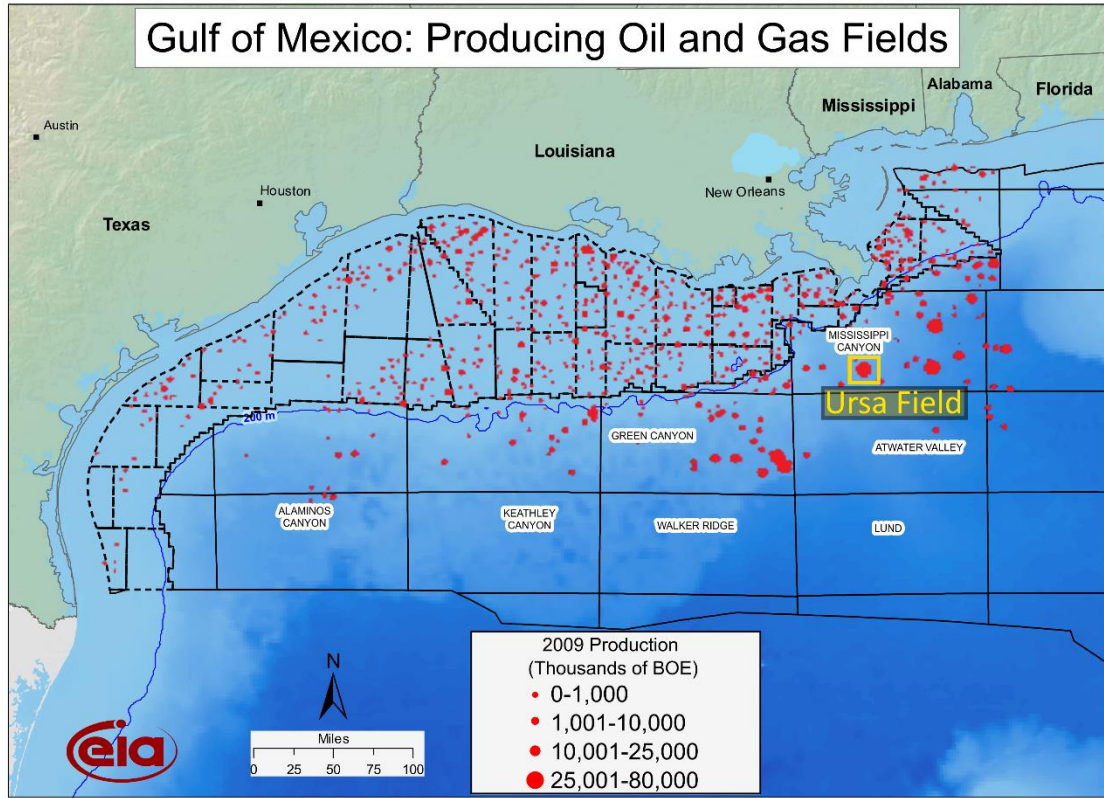 Gulf of Mexico: Producing Oil and Gas Fields
Alabama
Florida
Mississippi
Austin
Louisiana
New Orleans
Houston
Texas
MISSISSIPPI
CANYON
Ursa Field
200 m
GREEN CANYON
ATWATER VALLEY
ALAMINOS
CANYON
KEATHLEY
CANYON
WALKER RIDGE
LUND
2009 Production
(Thousands of BOE)
0-1,000
1,001-10,000
10,001-25,000
25,001-80,000
N
Miles
0 25 50 75 100
eia